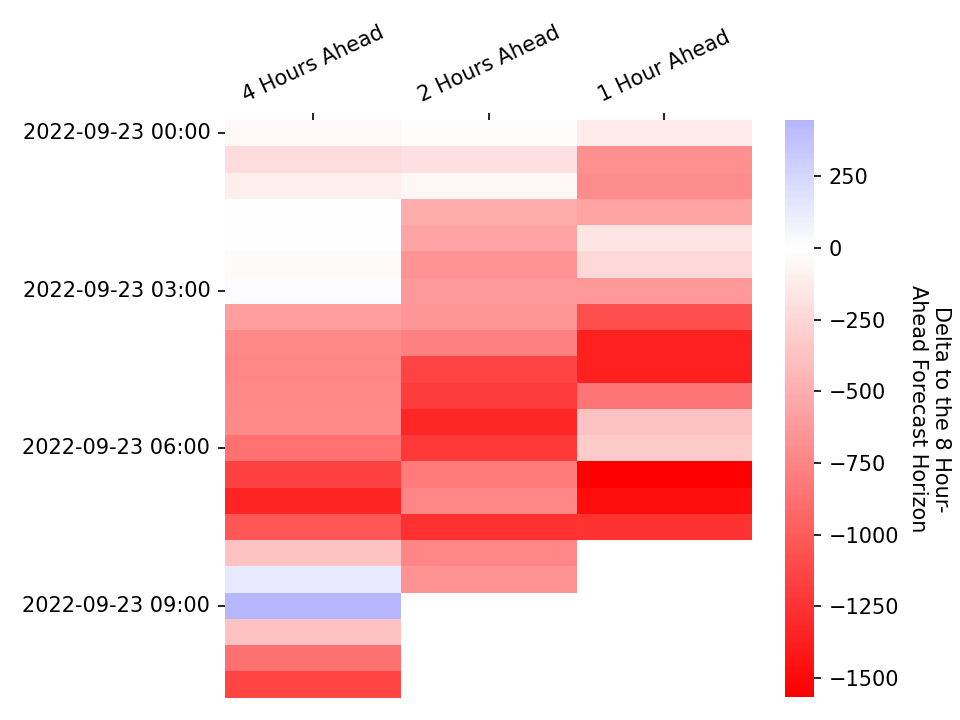 4 Hours Ahead
2 Hours Ahead
1 Hour Ahead
2022-09-23 00:00
2022-09-23 03:00
2022-09-23 06:00
2022-09-23 09:00
250
0
−250
−500
−750
−1000
−1250
−1500
Delta to the 8 Hour-
Ahead Forecast Horizon